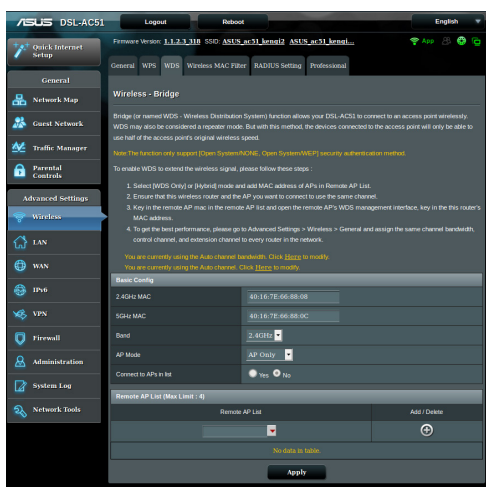 ASUS DSL-AC51
Logout
Reboot
English
Firmware Version: 1.1.2.3_318 SSID: ASUS_ac51_kengi2 ASUS_ac51_kengi...
App
Quick Internet
Setup
General
Network Map
Guest Network
Traffic Manager
Parental
Controls
Advanced Settings
Wireless
LAN
WAN
IPv6
VPN
Firewall
Administration
System Log
Network Tools
General WPS WDS Wireless MAC Filter RADIUS Setting Professional
Wireless - Bridge
Bridge (or named WDS - Wireless Distribution System) function allows your DSL-AC51 to connect to an access point wirelessly.
WDS may also be considered a repeater mode. But with this method, the devices connected to the access point will only be able to
use half of the access point's original wireless speed.
Note:The function only support [Open System/NONE, Open System/WEP] security authentication method.
To enable WDS to extend the wireless signal, please follow these steps :
1. Select [WDS Only] or [Hybrid] mode and add MAC address of APs in Remote AP List.
2. Ensure that this wireless router and the AP you want to connect to use the same channel.
3. Key in the remote AP mac in the remote AP list and open the remote AP's WDS management interface, key in the this router's
MAC address.
4. To get the best performance, please go to Advanced Settings > Wireless > General and assign the same channel bandwidth,
control channel, and extension channel to every router in the network.
You are currently using the Auto channel bandwidth. Click Here to modify.
You are currently using the Auto channel. Click Here to modify.
Basic Config
2.4GHz MAC 40:16:7E:66:88:08
5GHz MAC 40:16:7E:66:88:0C
Band 2.4GHz
AP Mode AP Only
Connect to APs in list Yes No
Remote AP List (Max Limit : 4)
Remote AP List Add / Delete
No data in table.
Apply